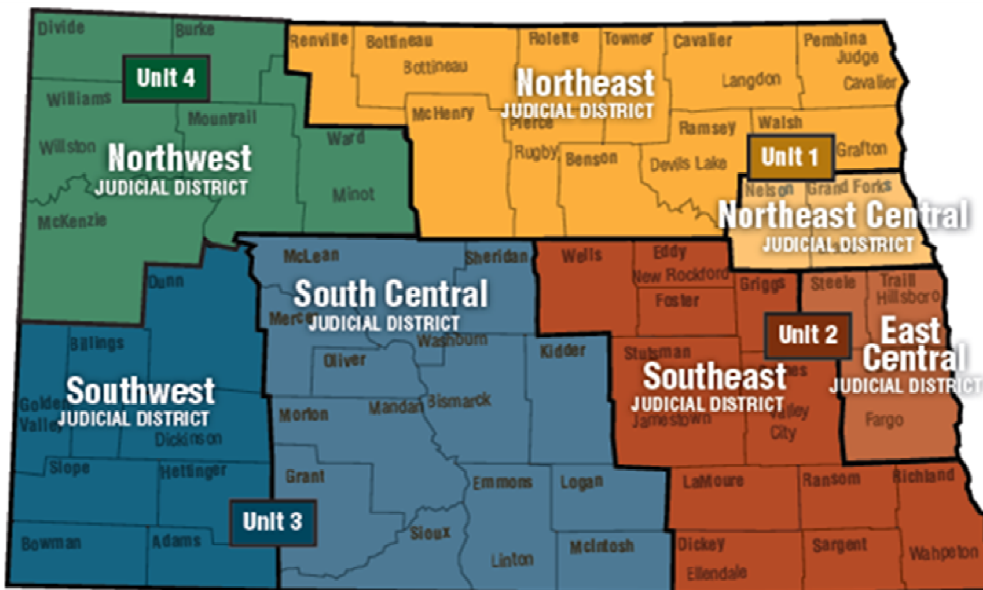 Divide
Burke
Renville
Bottineau
Rolette
Towner
Cavalier
Pembina
Judge
Bottineau
Northeast
JUDICIAL DISTRICT
Langdon
Cavalier
Unit 4
Williams
Mountrail
McHenry
Pierce
Ramsey
Walsh
Williston
Ward
Rugby
Benson
Devils Lake
Unit 1
Grafton
Northwest
JUDICIAL DISTRICT
Minot
Nelson
Grand Forks
McKenzie
Northeast Central
JUDICIAL DISTRICT
McLean
Sheridan
Wells
Eddy
New Rockford
Dunn
Griggs
Steele
Traill
Hillsboro
South Central
JUDICIAL DISTRICT
Foster
Mercer
Washburn
Unit 2
East
Central
JUDICIAL DISTRICT
Billings
Oliver
Kidder
Stutsman
Southwest
JUDICIAL DISTRICT
Southeast
JUDICIAL DISTRICT
Golden
Valley
Morton
Mandan
Bismarck
Jamestown
Valley
City
Fargo
Dickinson
Slope
Hettinger
Grant
Emmons
Logan
LaMoure
Ransom
Richland
Unit 3
Bowman
Adams
Sioux
Linton
McIntosh
Dickey
Ellendale
Sargent
Wahpeton